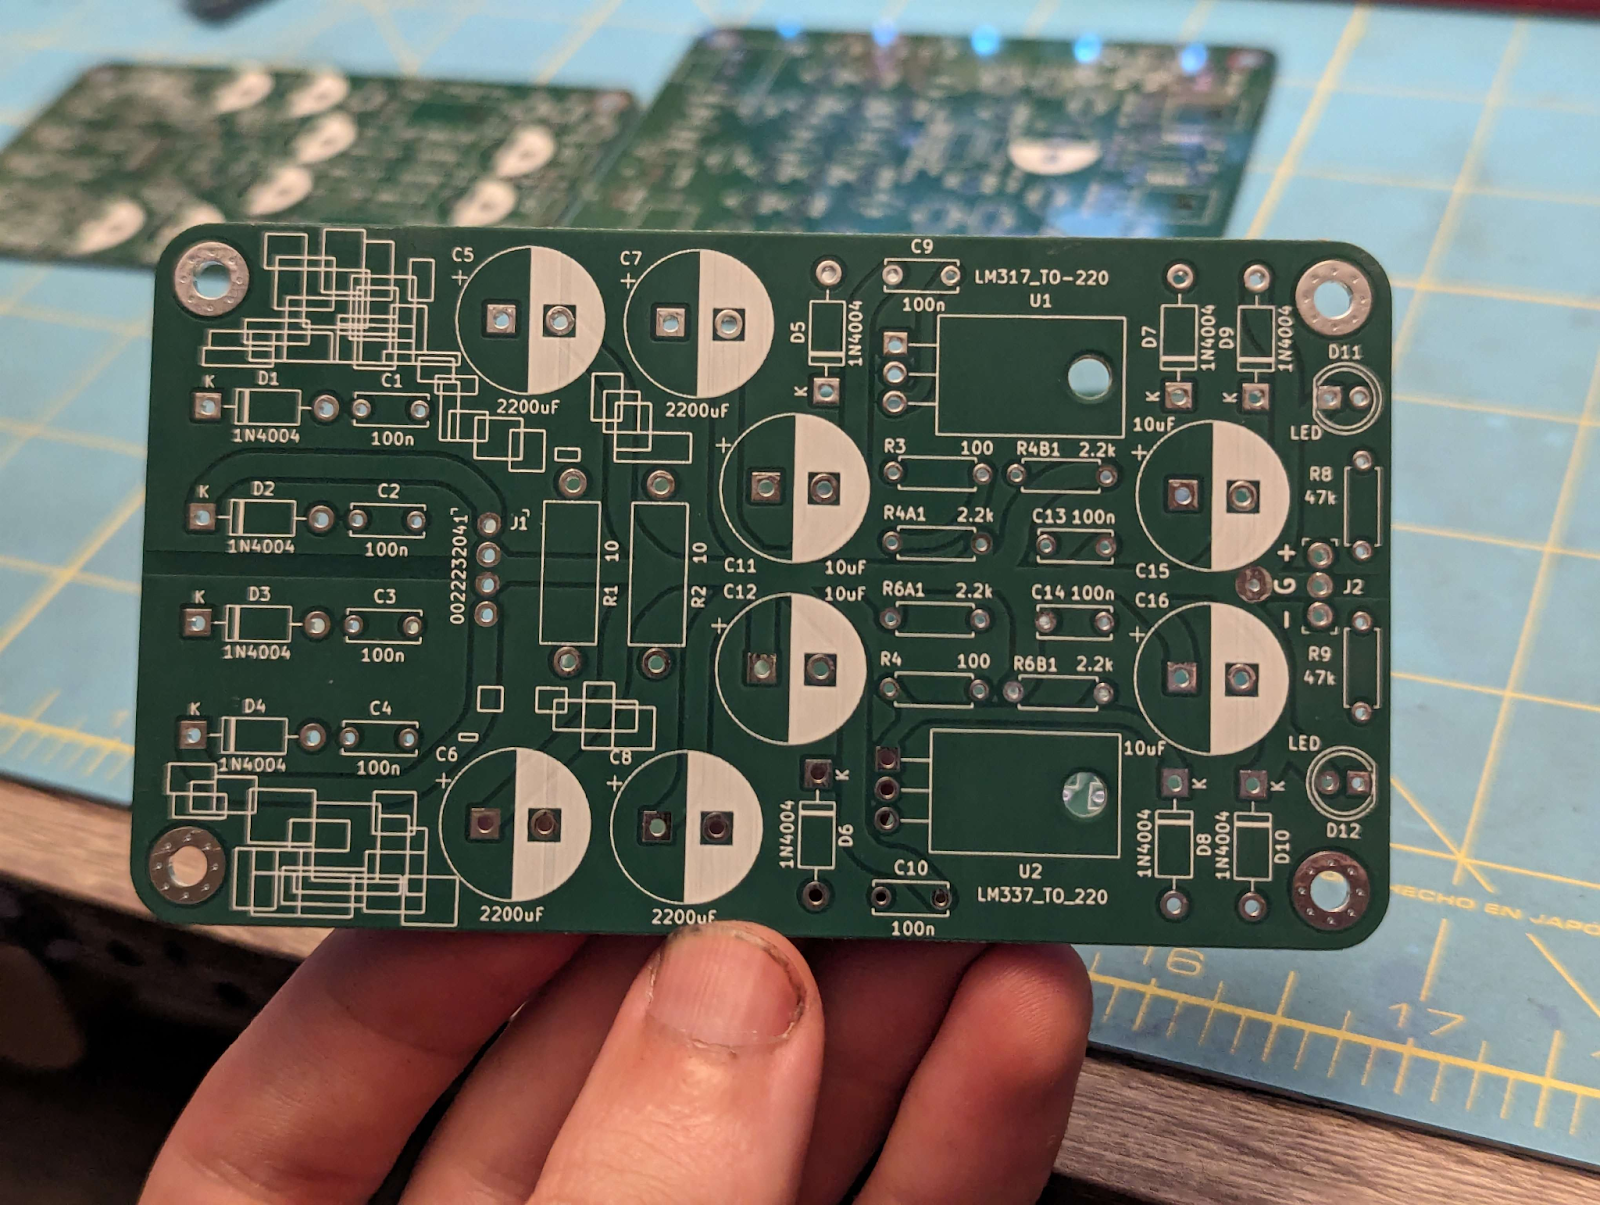 C5
+
2200uF
C7
+
2200uF
D5
1N4004
K
C9
100n
LM317_TO-220
U1
D7
1N4004
K
D9
1N4004
K
D11
LED
K
D1
1N4004
C1
100n
K
D2
1N4004
C2
100n
K
D3
1N4004
C3
100n
K
D4
1N4004
C4
100n
J1
0022232041
R1
10
R2
10
+
C11
10uF
C12
10uF
+
R3
100
R4B1
2.2k
R4A1
2.2k
C13
100n
R6A1
2.2k
C14
100n
R4
100
R6B1
2.2k
10uF
+
C15
C16
+
10uF
R8
47k
+
G
-
J2
R9
47k
C6
+
2200uF
C8
+
2200uF
K
1N4004
D6
C10
100n
U2
LM337_TO_220
K
1N4004
D8
K
1N4004
D10
LED
D12
HECHO EN JAPÓ
16
17